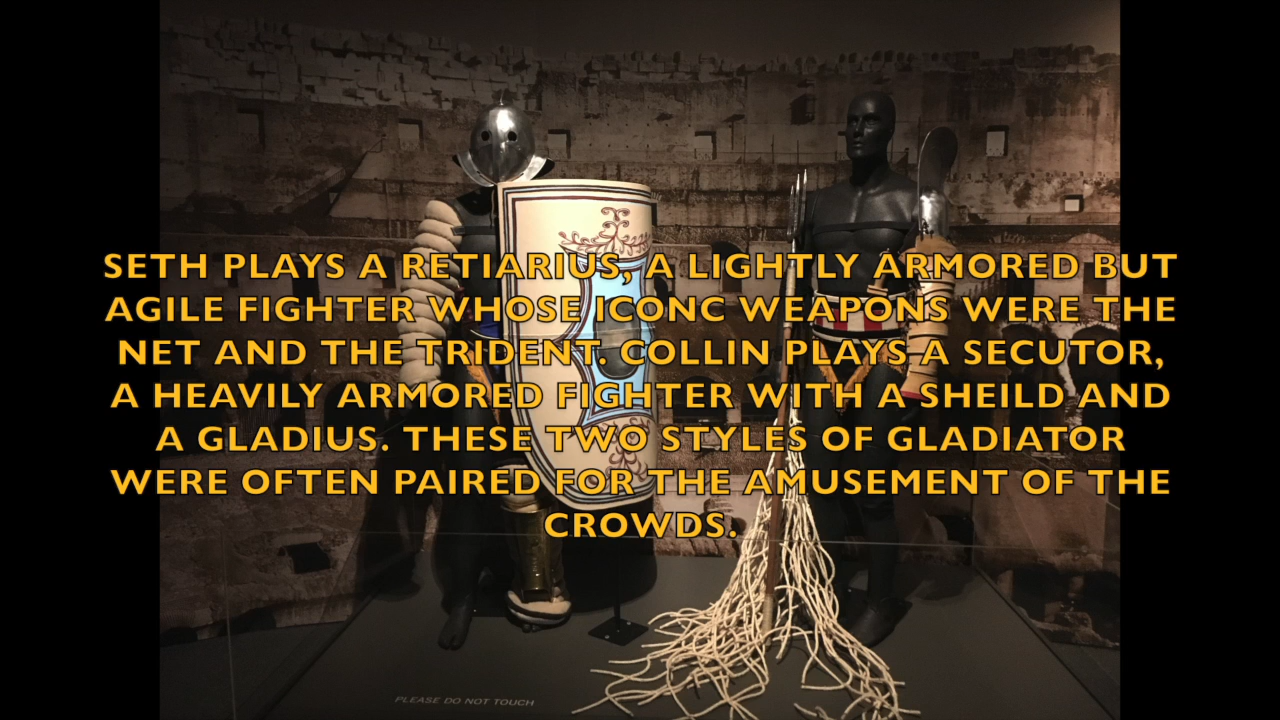 SETH PLAYS A RETIARIUS, A LIGHTLY ARMORED BUT
AGILE FIGHTER WHOSE ICONC WEAPONS WERE THE
NET AND THE TRIDENT. COLLIN PLAYS A SECUTOR,
A HEAVILY ARMORED FIGHTER WITH A SHEILD AND
A GLADIUS. THESE TWO STYLES OF GLADIATOR
WERE OFTEN PAIRED FOR THE AMUSEMENT OF THE
CROWDS.
PLEASE DO NOT TOUCH